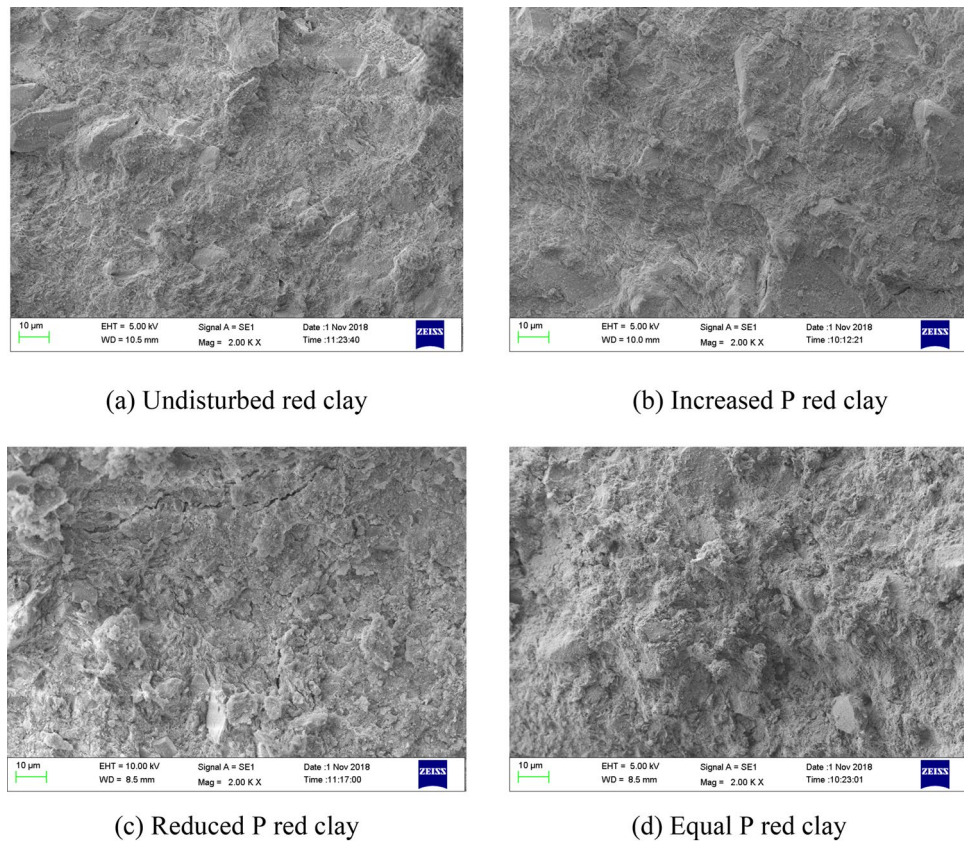 10 µm
EHT = 5.00 kV
Signal A = SE1
Date :1 Nov 2018
WD = 10.5 mm
Mag = 2.00 K X
Time :11:23:40
ZEISS
10 µm
EHT = 5.00 kV
Signal A = SE1
Date :1 Nov 2018
WD = 10.0 mm
Mag = 2.00 K X
Time :10:12:21
ZEISS
(a) Undisturbed red clay
(b) Increased P red clay
10 µm
EHT = 10.00 kV
Signal A = SE1
Date :1 Nov 2018
WD = 8.5 mm
Mag = 2.00 K X
Time :11:17:00
ZEISS
10 µm
EHT = 5.00 kV
Signal A = SE1
Date :1 Nov 2018
WD = 8.5 mm
Mag = 2.00 K X
Time :10:23:01
ZEISS
(c) Reduced P red clay
(d) Equal P red clay